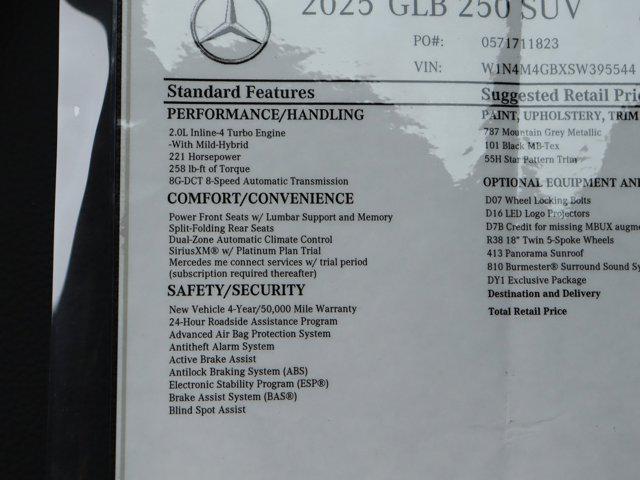 2025 GLB 250 SUV
PO#: 0571711823
VIN: W1N4M4GBXSW395544
Standard Features
PERFORMANCE/HANDLING
2.0L Inline-4 Turbo Engine
-With Mild-Hybrid
221 Horsepower
258 lb-ft of Torque
8G-DCT 8-Speed Automatic Transmission
COMFORT/CONVENIENCE
Power Front Seats w/ Lumbar Support and Memory
Split-Folding Rear Seats
Dual-Zone Automatic Climate Control
SiriusXM® w/ Platinum Plan Trial
Mercedes me connect services w/ trial period
(subscription required thereafter)
SAFETY/SECURITY
New Vehicle 4-Year/50,000 Mile Warranty
24-Hour Roadside Assistance Program
Advanced Air Bag Protection System
Antitheft Alarm System
Active Brake Assist
Antilock Braking System (ABS)
Electronic Stability Program (ESP®)
Brake Assist System (BAS®)
Blind Spot Assist
Suggested Retail Pric
PAINT, UPHOLSTERY, TRIM
787 Mountain Grey Metallic
101 Black MB-Tex
55H Star Pattern Trim
OPTIONAL EQUIPMENT AN
D07 Wheel Locking Bolts
D16 LED Logo Projectors
D7B Credit for missing MBUX augme
R38 18" Twin 5-Spoke Wheels
413 Panorama Sunroof
810 Burmester® Surround Sound Sy
DY1 Exclusive Package
Destination and Delivery
Total Retail Price